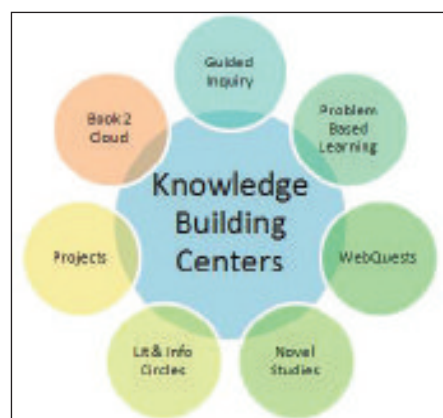 Knowledge
Building
Centers
Guided
Inquiry
Problem
Based
Learning
WebQuests
Novel
Studies
Lit & Info
Circles
Projects
Book 2
Cloud